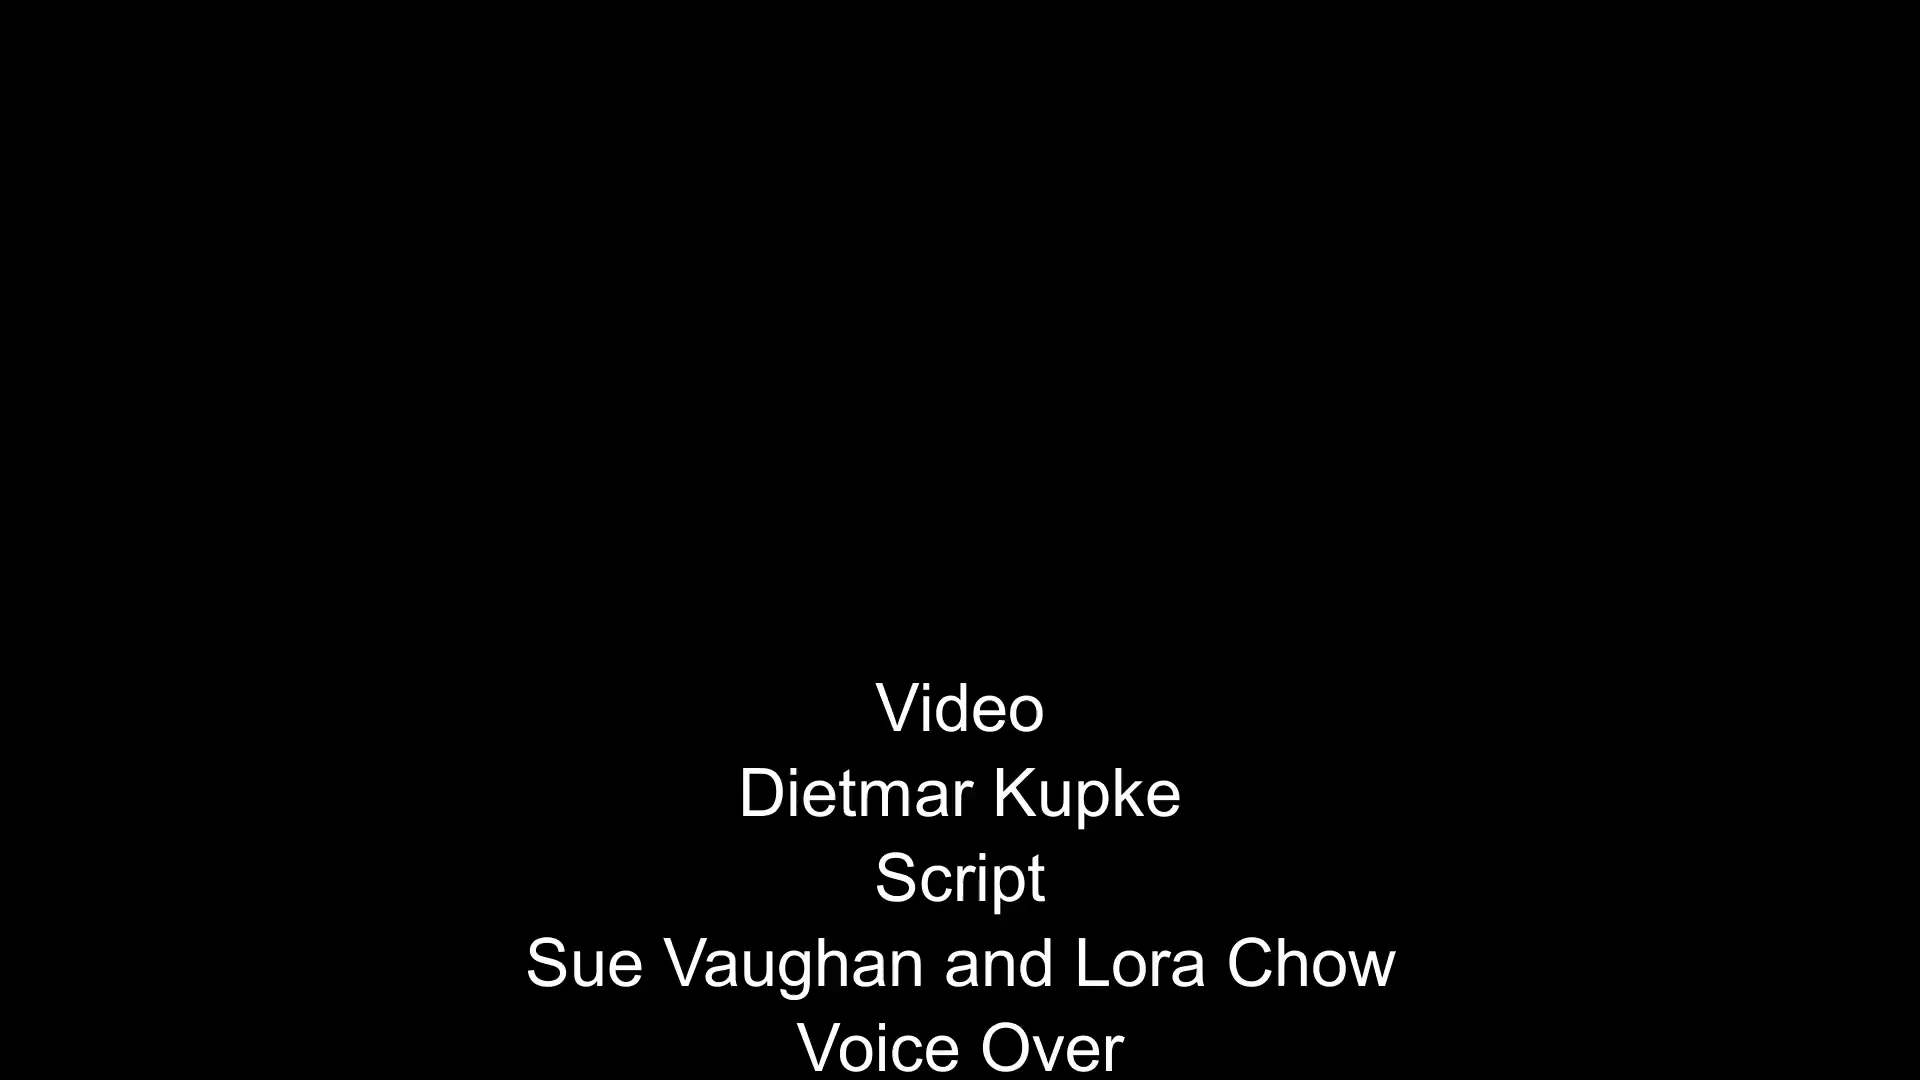 Video
Dietmar Kupke
Script
Sue Vaughan and Lora Chow
Voice Over